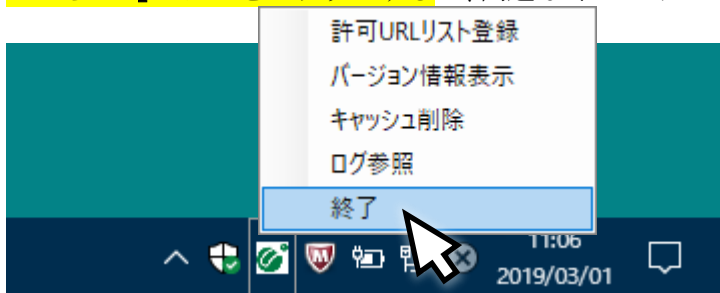 許可URLリスト登録
バージョン情報表示
キャッシュ削除
ログ参照
終了
11:06
2019/03/01